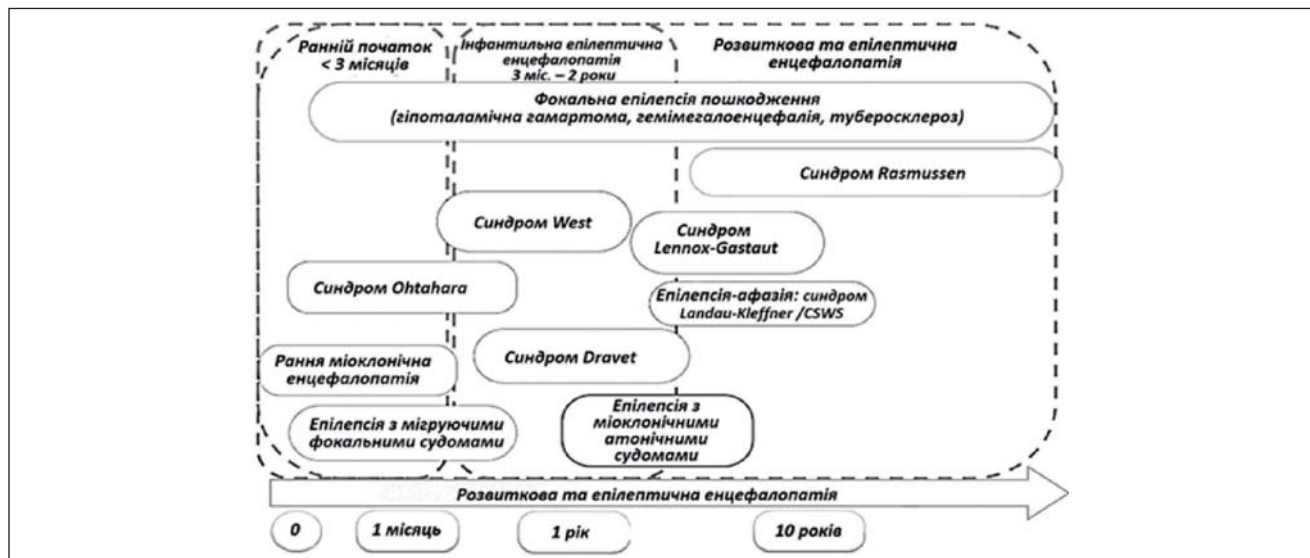 Ранній початок
< 3 місяців
Інфантильна епілептична
енцефалопатія
3 міс. – 2 роки
Розвиткова та епілептична
енцефалопатія
Фокальна епілепсія пошкодження
(гіпоталамічна гамартома, гемімегалоенцефалія, туберосклероз)
Синдром Rasmussen
Синдром West
Синдром
Lennox-Gastaut
Синдром Ohtahara
Епілепсія-афазія: синдром
Landau-Kleffner /CSWS
Синдром Dravet
Рання міоклонічна
енцефалопатія
Епілепсія з мігруючими
фокальними судомами
Епілепсія з
міоклонічними
атонічними
судомами
Розвиткова та епілептична енцефалопатія
0
1 місяць
1 рік
10 років